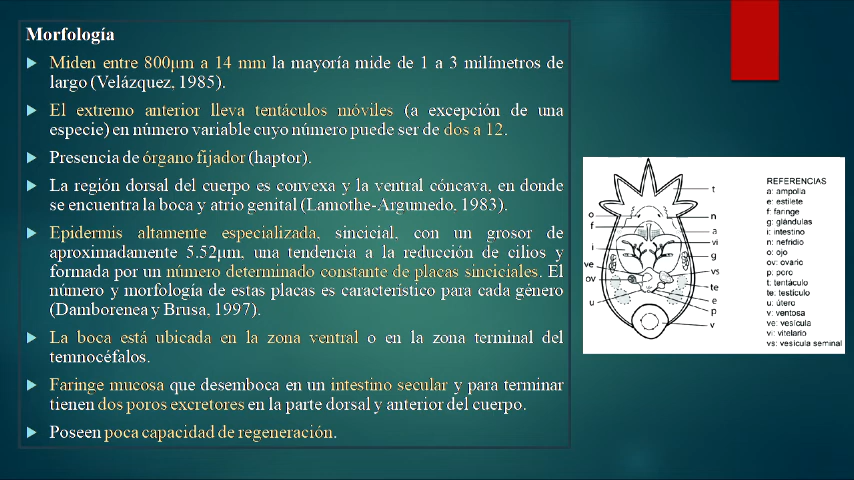 Morfología
Miden entre 800μm a 14 mm la mayoría mide de 1 a 3 milímetros de
largo (Velázquez, 1985).
El extremo anterior lleva tentáculos móviles (a excepción de una
especie) en número variable cuyo número puede ser de dos a 12.
Presencia de órgano fijador (haptor).
La región dorsal del cuerpo es convexa y la ventral cóncava, en donde
se encuentra la boca y atrio genital (Lamothe-Argumedo, 1983).
Epidermis altamente especializada, sincicial, con un grosor de
aproximadamente 5.52μm, una tendencia a la reducción de cilios y
formada por un número determinado constante de placas sinciciales. El
número y morfología de estas placas es característico para cada género
(Damborenea y Brusa, 1997).
La boca está ubicada en la zona ventral o en la zona terminal del
temnocéfalos.
Faringe mucosa que desemboca en un intestino secular y para terminar
tienen dos poros excretores en la parte dorsal y anterior del cuerpo.
Poseen poca capacidad de regeneración.
t
o
n
f
a
i
vi
g
ve
vs
ov
te
u
e
p
v
REFERENCIAS
a: ampolla
e: estilete
f: faringe
g: glándulas
i: intestino
n: nefridio
o: ojo
ov: ovario
p: poro
t: tentáculo
te: testículo
u: útero
v: ventosa
ve: vesícula
vi: vitelario
vs: vesícula seminal